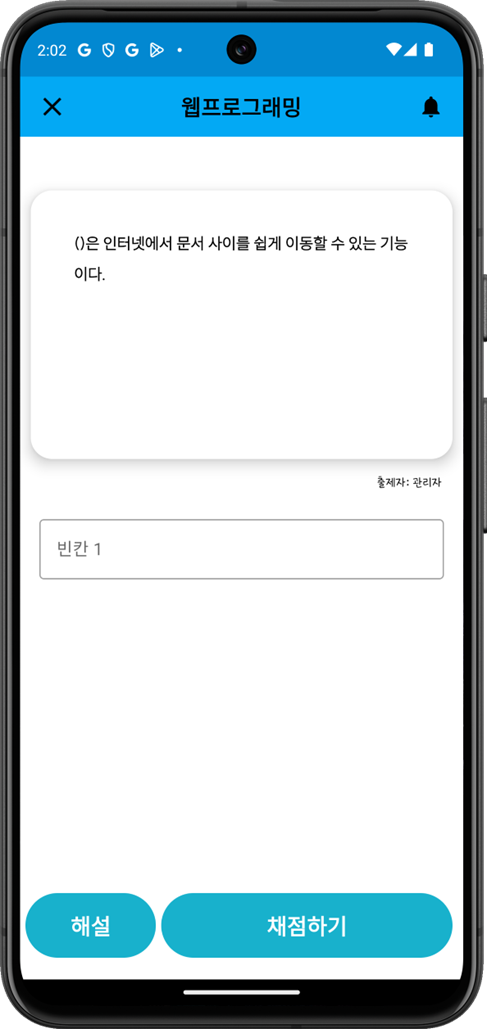 2:02
웹프로그래밍
()은 인터넷에서 문서 사이를 쉽게 이동할 수 있는 기능
이다.
출제자: 관리자
빈칸 1
해설 채점하기